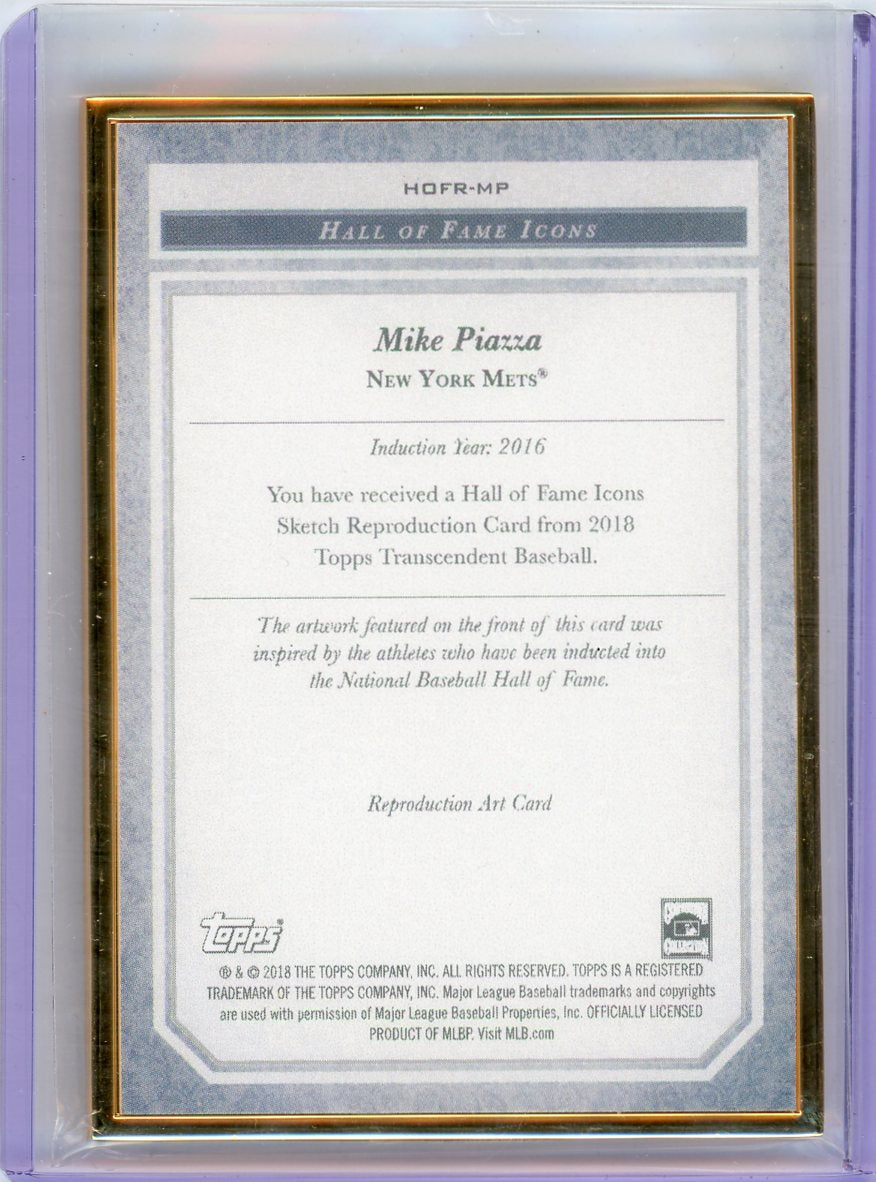 HOFR-MP
HALL OF FAME ICONS
Mike Piazza
NEW YORK METS®
Induction Year: 2016
You have received a Hall of Fame Icons
Sketch Reproduction Card from 2018
Topps Transcendent Baseball.
The artwork featured on the front of this card was
inspired by the athletes who have been inducted into
the National Baseball Hall of Fame.
Reproduction Art Card
Topps®
® & © 2018 THE TOPPS COMPANY, INC. ALL RIGHTS RESERVED. TOPPS IS A REGISTERED
TRADEMARK OF THE TOPPS COMPANY, INC. Major League Baseball trademarks and copyrights
are used with permission of Major League Baseball Properties, Inc. OFFICIALLY LICENSED
PRODUCT OF MLBP. Visit MLB.com